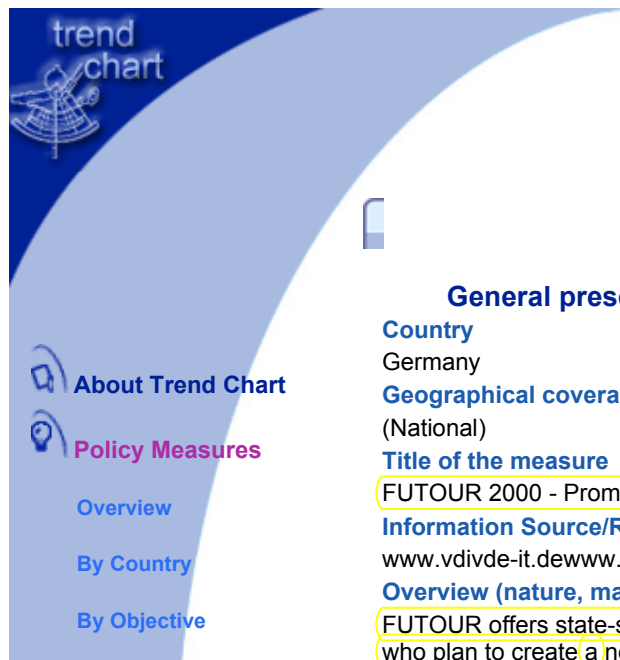 trend
chart
About Trend Chart
Policy Measures
Overview
By Country
By Objective
General prese
Country
Germany
Geographical covera
(National)
Title of the measure
FUTOUR 2000 - Prom
Information Source/R
www.vdivde-it.dewww.
Overview (nature, ma
FUTOUR offers state-s
who plan to create a ne